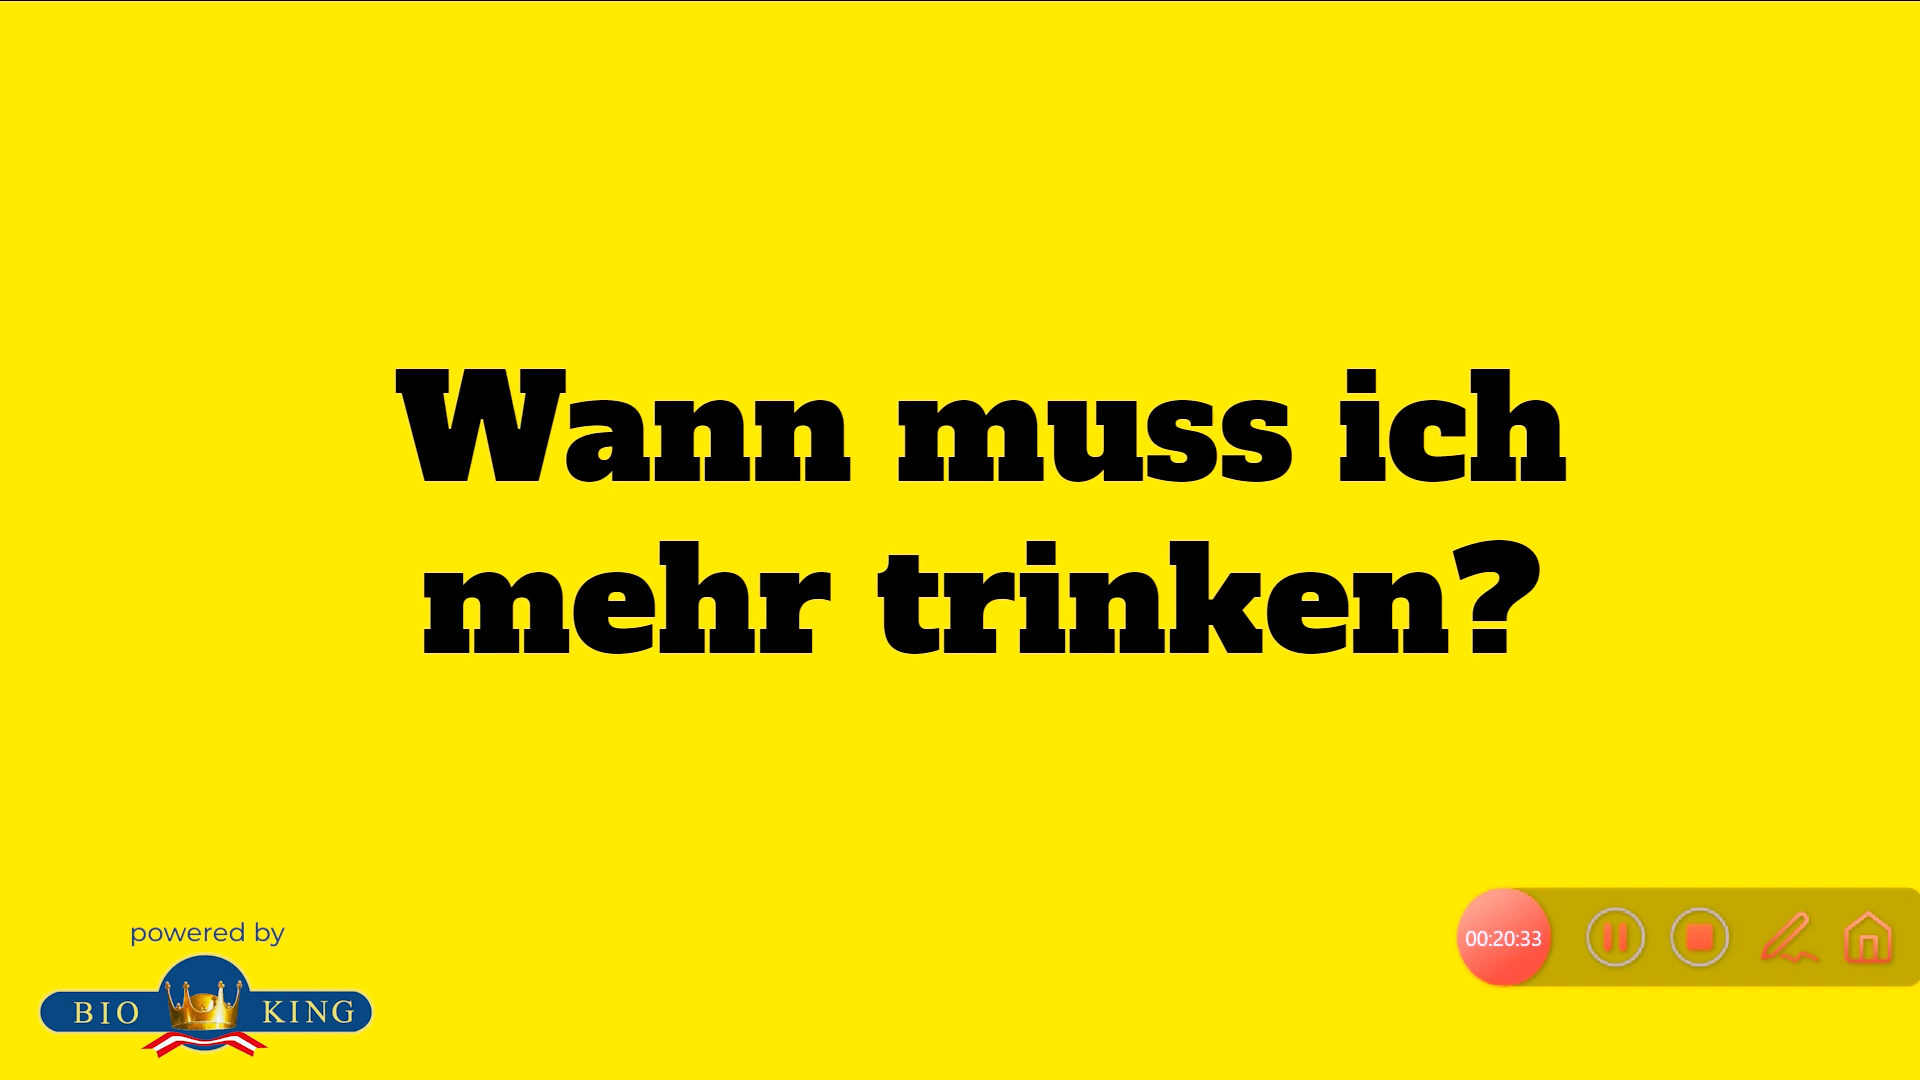 Wann muss ich
mehr trinken?
powered by
BIO KING
00:20:33